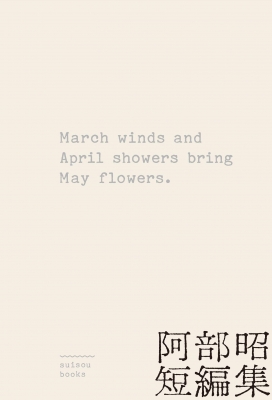 March winds and
April showers bring
May flowers.
suisou
books
阿部昭
短編集